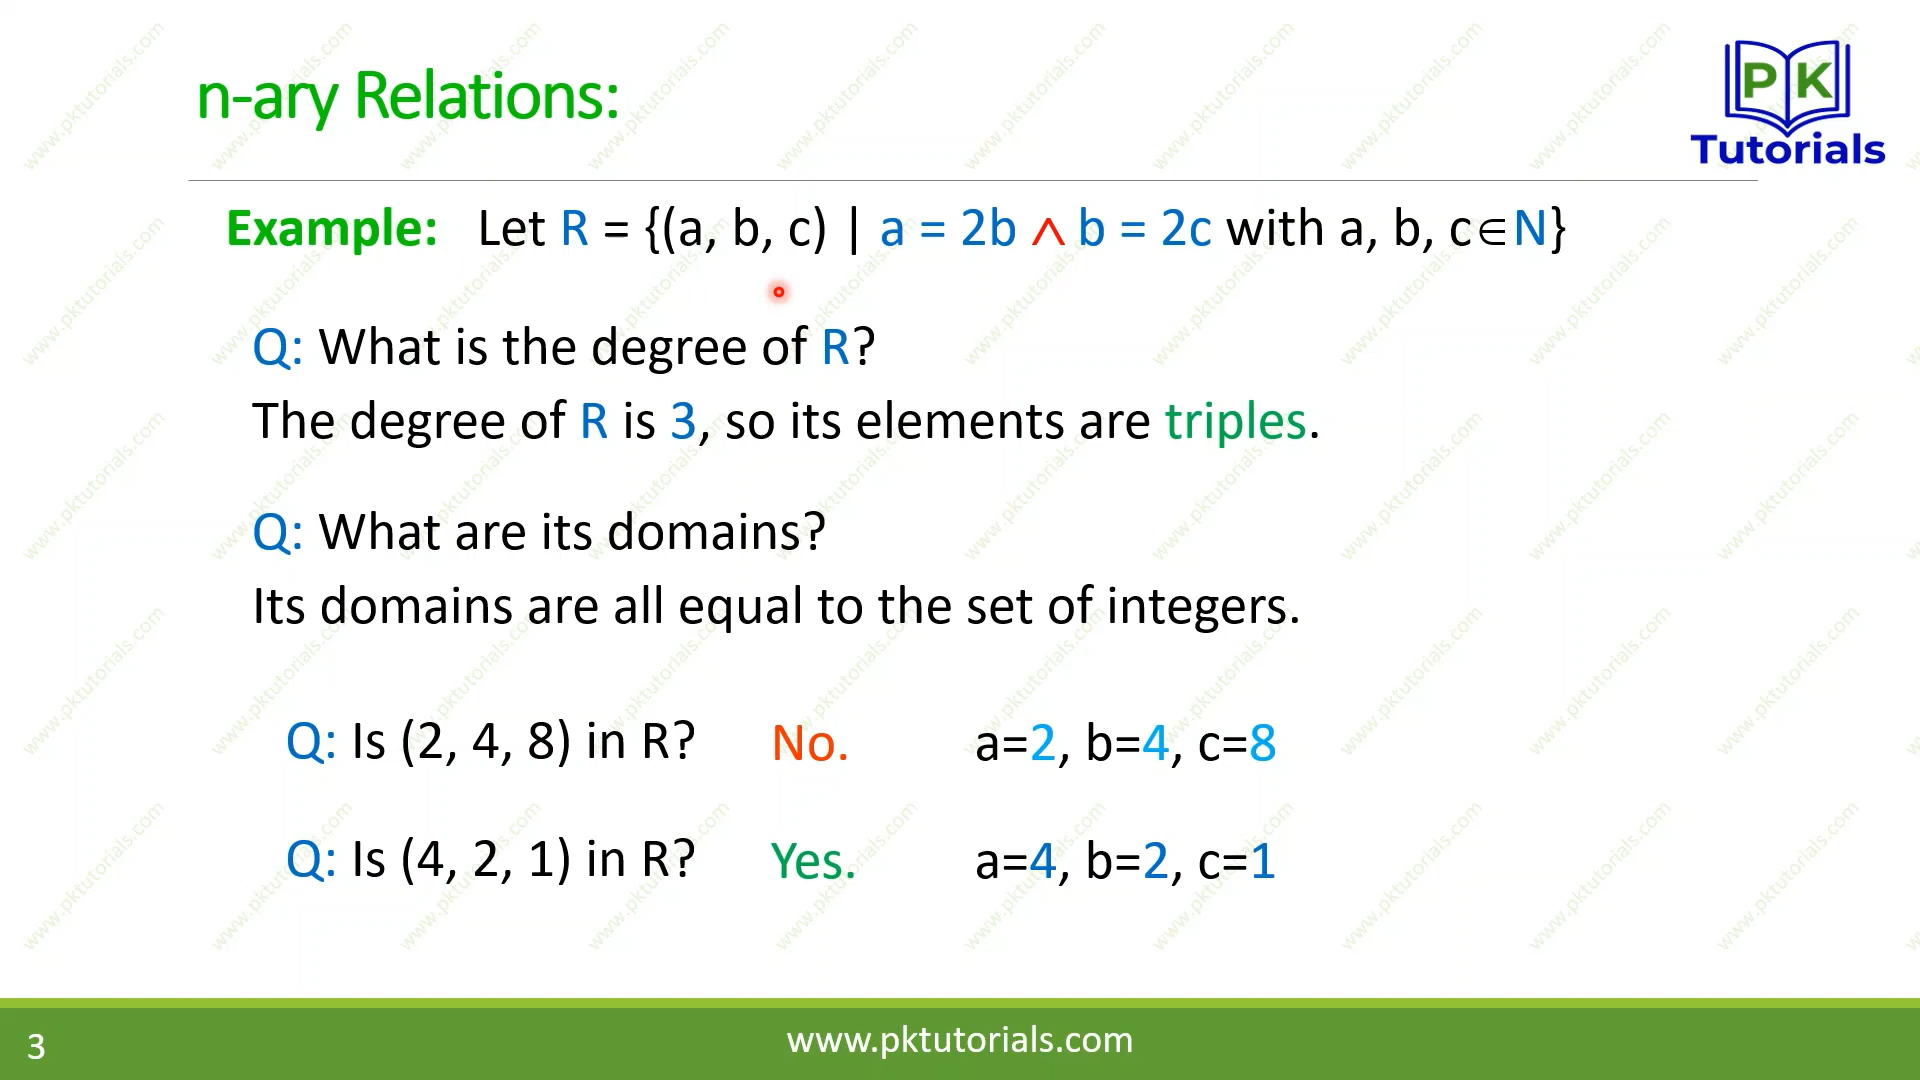 n-ary Relations:
PK
Tutorials
Example: Let R = {(a, b, c) | a = 2b ∧ b = 2c with a, b, c∈N}
Q: What is the degree of R?
The degree of R is 3, so its elements are triples.
Q: What are its domains?
Its domains are all equal to the set of integers.
Q: Is (2, 4, 8) in R? No. a=2, b=4, c=8
Q: Is (4, 2, 1) in R? Yes. a=4, b=2, c=1
3
www.pktutorials.com